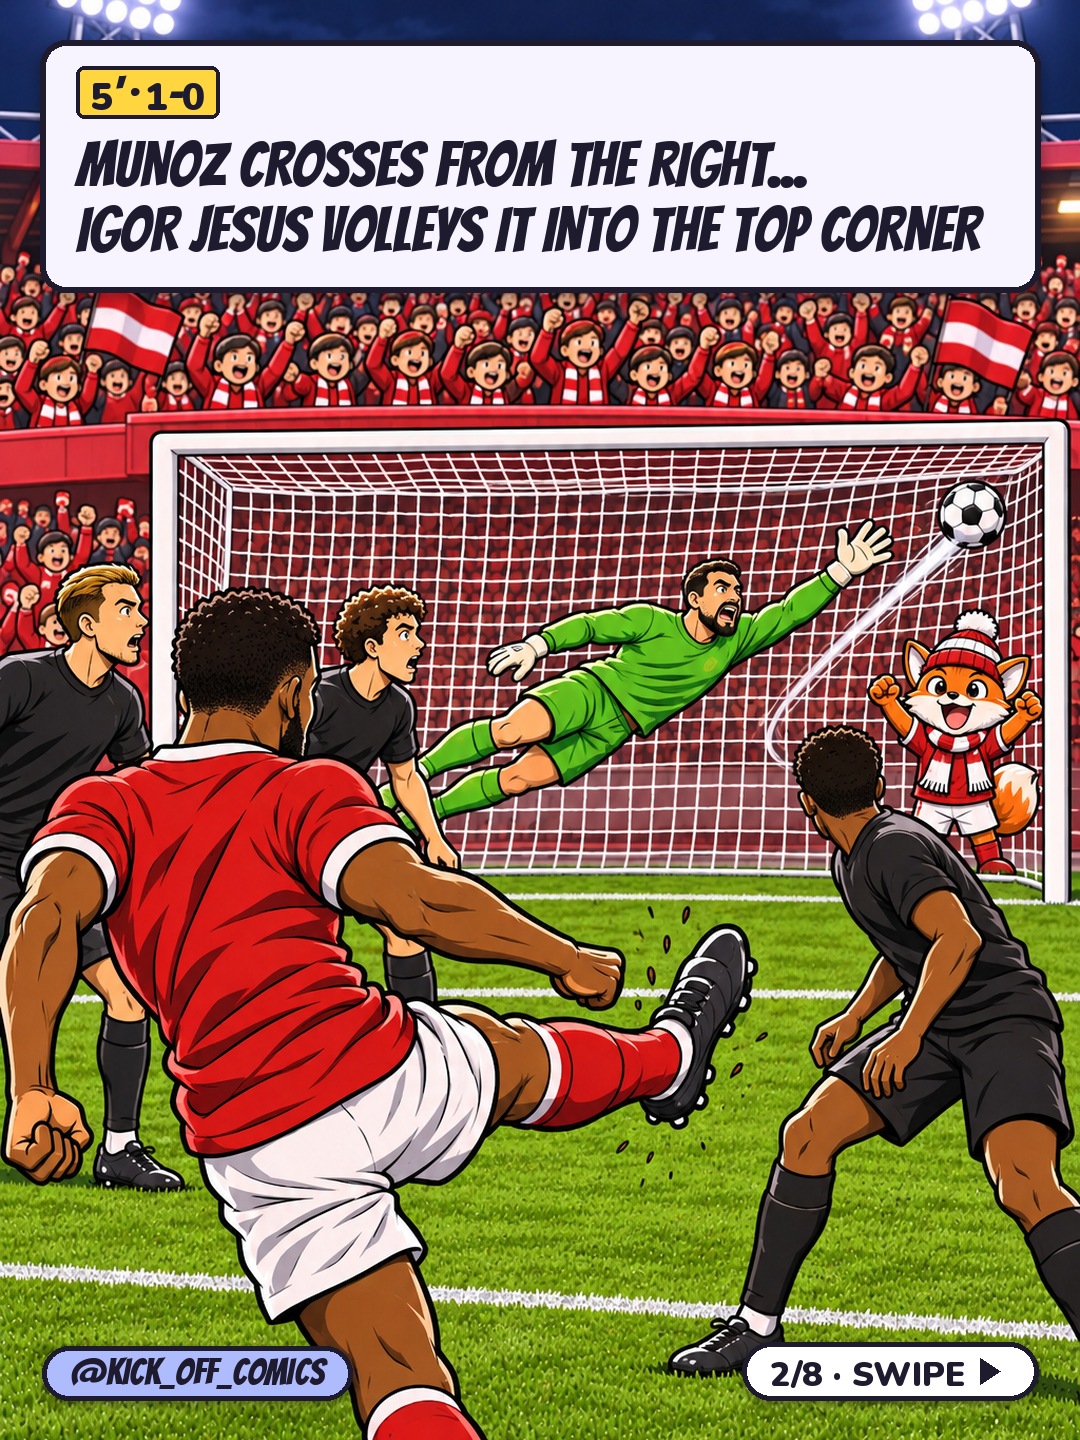 5′·1-0
MUNOZ CROSSES FROM THE RIGHT...
IGOR JESUS VOLLEYS IT INTO THE TOP CORNER
@KICK_OFF_COMICS
2/8 · SWIPE ▶